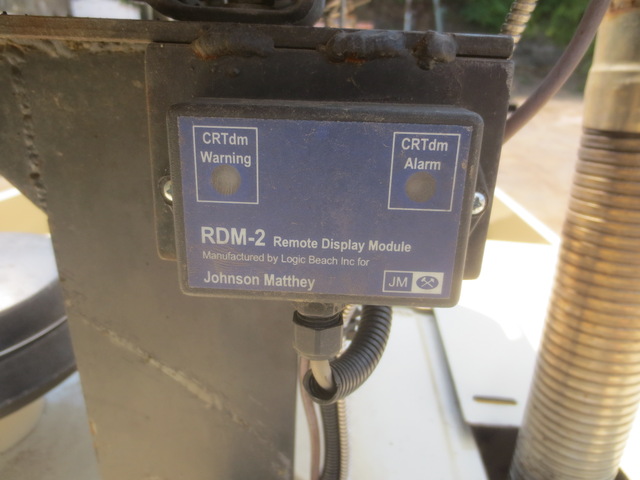 CRTdm
Warning
CRTdm
Alarm
RDM-2 Remote Display Module
Manufactured by Logic Beach Inc for
Johnson Matthey
JM